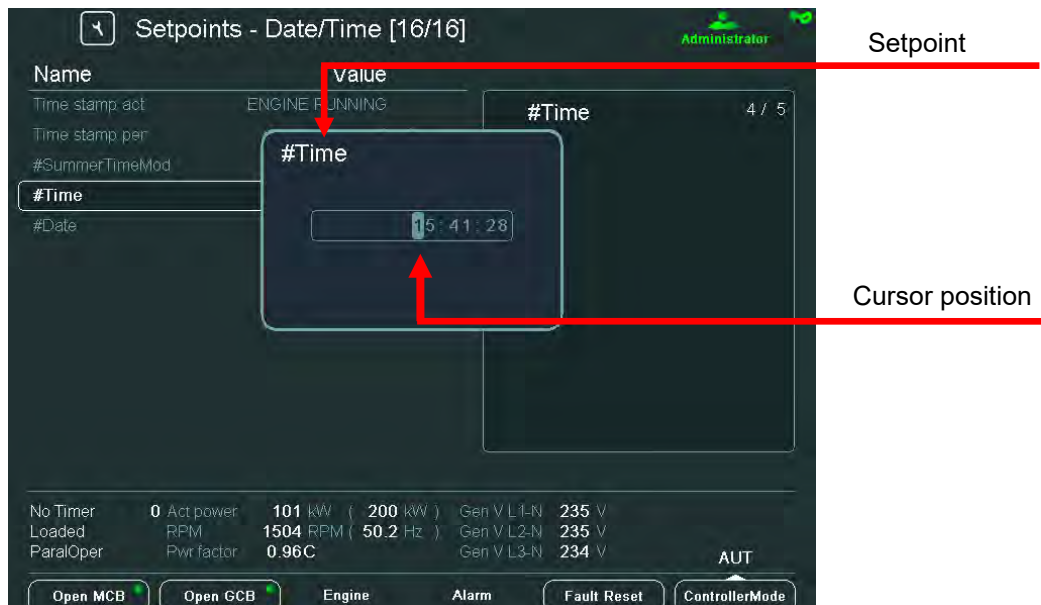 Setpoints - Date/Time [16/16]
Administrator
Setpoint
Name Value
Time stamp act ENGINE RUNNING
#Time 4 / 5
Time stamp per
#SummerTimeMod
#Time
#Time
#Date
15:41:28
Cursor position
No Timer 0 Act power 101 kW ( 200 kW ) Gen V L1-N 235 V
Loaded RPM 1504 RPM ( 50.2 Hz ) Gen V L2-N 235 V
ParalOper Pwr factor 0.96C Gen V L3-N 234 V
AUT
Open MCB Open GCB Engine Alarm Fault Reset ControllerMode